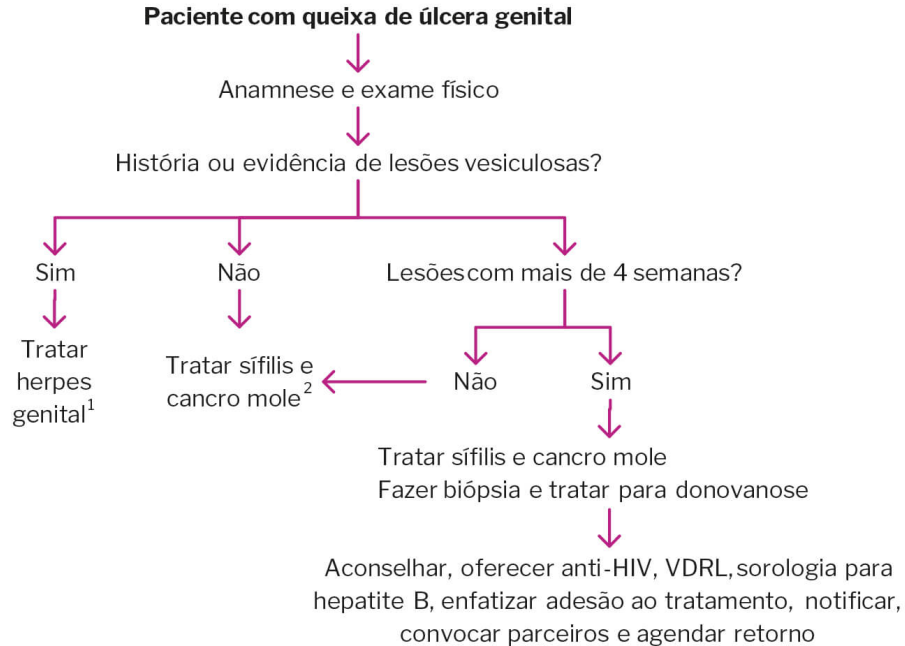 Paciente com queixa de úlcera genital
Anamnese e exame físico
História ou evidência de lesões vesiculosas?
Sim
Não
Lesões com mais de 4 semanas?
Tratar
herpes
genital¹
Tratar sífilis e
cancro mole²
Não
Sim
Tratar sífilis e cancro mole
Fazer biópsia e tratar para donovanose
Aconselhar, oferecer anti-HIV, VDRL, sorologia para
hepatite B, enfatizar adesão ao tratamento, notificar,
convocar parceiros e agendar retorno